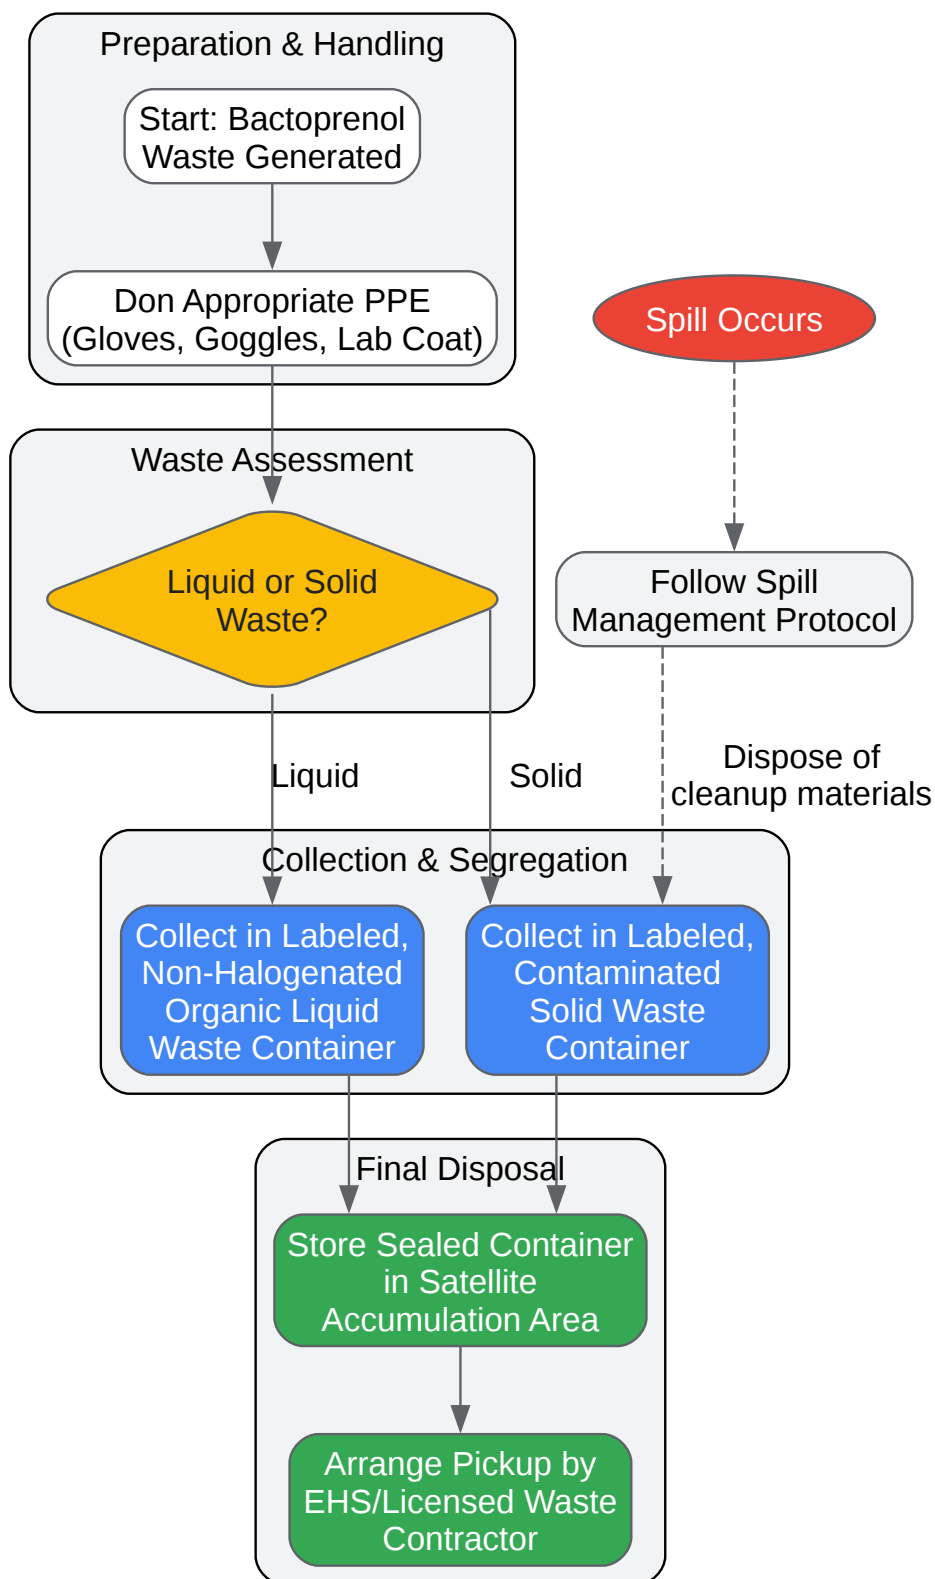 Preparation & Handling
Start: Bactoprenol
Waste Generated
Don Appropriate PPE
(Gloves, Goggles, Lab Coat)
Spill Occurs
Waste Assessment
Liquid or Solid
Waste?
Follow Spill
Management Protocol
Liquid
Solid
Dispose of
cleanup materials
Collection & Segregation
Collect in Labeled,
Non-Halogenated
Organic Liquid
Waste Container
Collect in Labeled,
Contaminated
Solid Waste
Container
Final Disposal
Store Sealed Container
in Satellite
Accumulation Area
Arrange Pickup by
EHS/Licensed Waste
Contractor